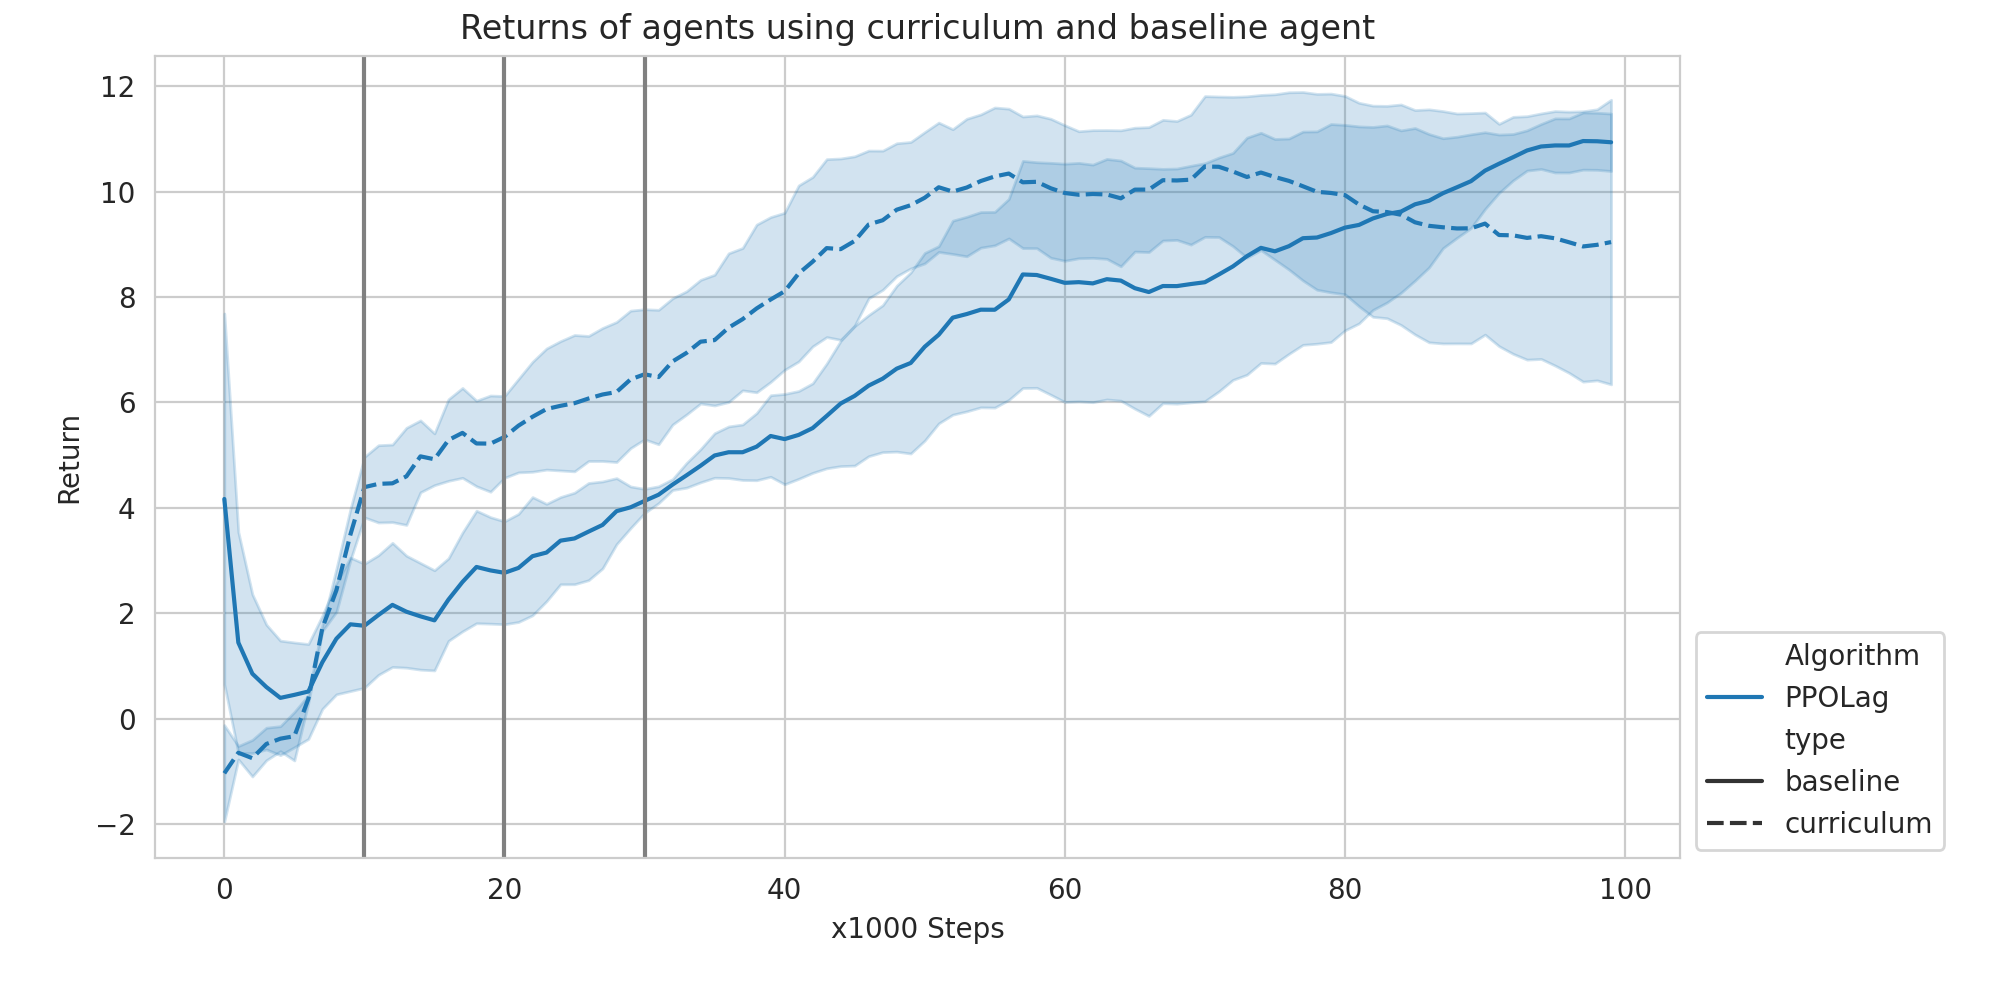 Returns of agents using curriculum and baseline agent
12
10
8
6
4
2
0
−2
Return
0 20 40 60 80 100
x1000 Steps
Algorithm
PPOLag
type
baseline
curriculum